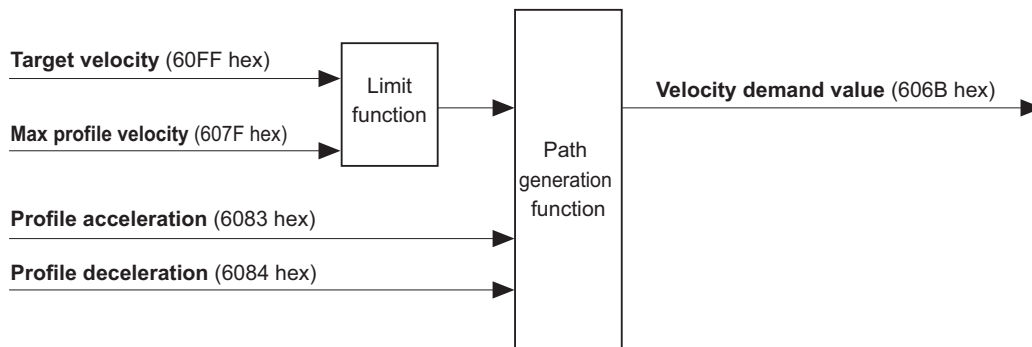 Target velocity (60FF hex)
Max profile velocity (607F hex)
Limit
function
Profile acceleration (6083 hex)
Profile deceleration (6084 hex)
Path
generation
function
Velocity demand value (606B hex)